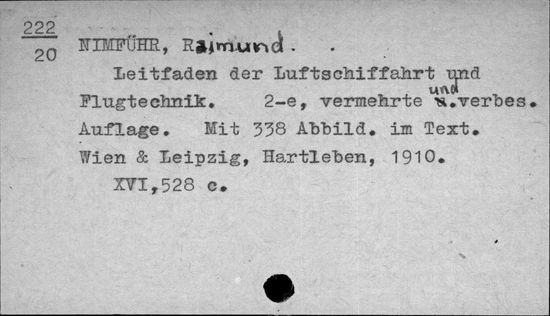 222
20
NIMFÜHR, Raimund.
Leitfaden der Luftschiffahrt und
Flugtechnik. 2-e, vermehrte und verbes.
Auflage. Mit 338 Abbild. im Text.
Wien & Leipzig, Hartleben, 1910.
XVI,528 c.